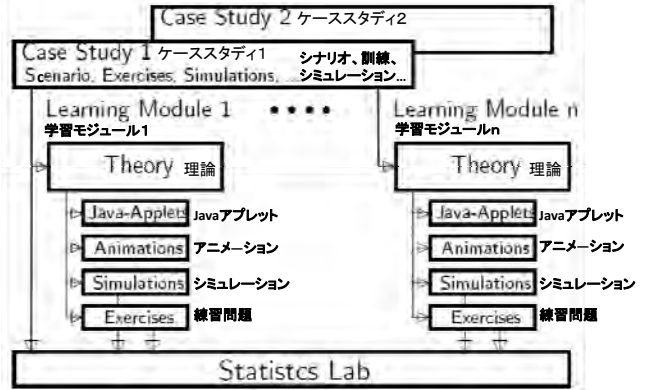 Case Study 2 ケーススタディ2
Case Study 1 ケーススタディ1
シナリオ、訓練、
Scenario, Exercises, Simulations, ... シミュレーション...
Learning Module 1
学習モジュール1
Theory 理論
Java-Applets Javaアプレット
Animations アニメーション
Simulations シミュレーション
Exercises 練習問題
Learning Module n
学習モジュールn
Theory 理論
Java-Applets Javaアプレット
Animations アニメーション
Simulations シミュレーション
Exercises 練習問題
Statistcs Lab